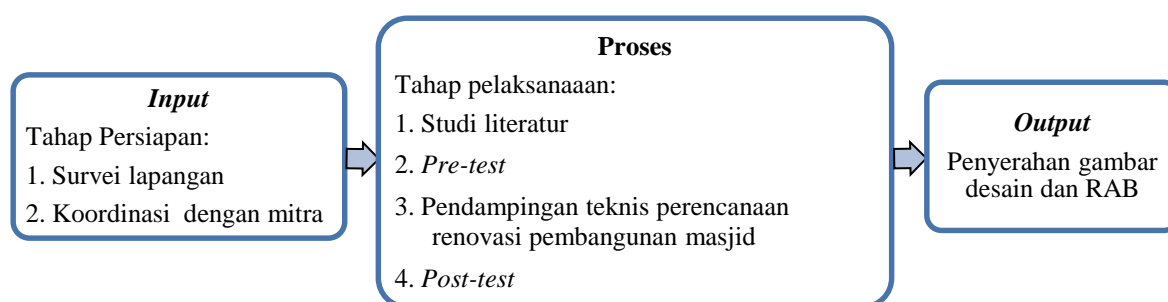 Input
Tahap Persiapan:
1. Survei lapangan
2. Koordinasi dengan mitra
Proses
Tahap pelaksanaaan:
1. Studi literatur
2. Pre-test
3. Pendampingan teknis perencanaan
renovasi pembangunan masjid
4. Post-test
Output
Penyerahan gambar
desain dan RAB